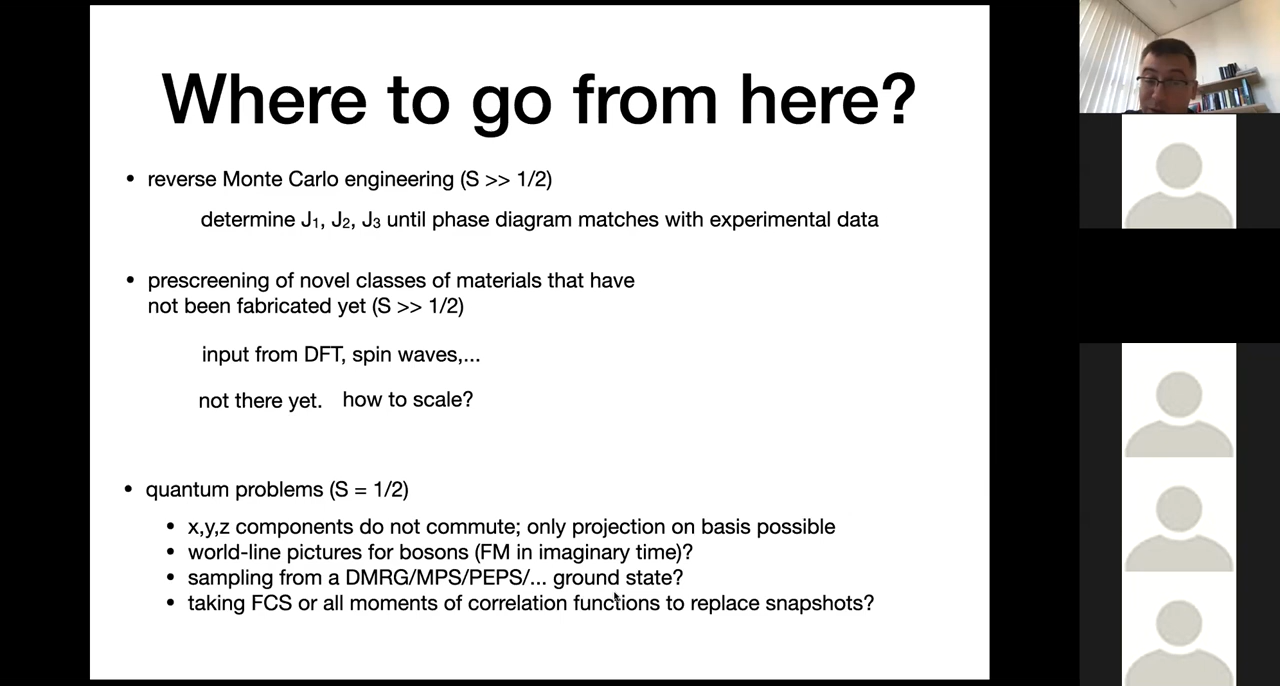 Where to go from here?
• reverse Monte Carlo engineering (S >> 1/2)
determine J₁, J₂, J₃ until phase diagram matches with experimental data
• prescreening of novel classes of materials that have
not been fabricated yet (S >> 1/2)
input from DFT, spin waves,...
not there yet. how to scale?
• quantum problems (S = 1/2)
• x,y,z components do not commute; only projection on basis possible
• world-line pictures for bosons (FM in imaginary time)?
• sampling from a DMRG/MPS/PEPS/... ground state?
• taking FCS or all moments of correlation functions to replace snapshots?